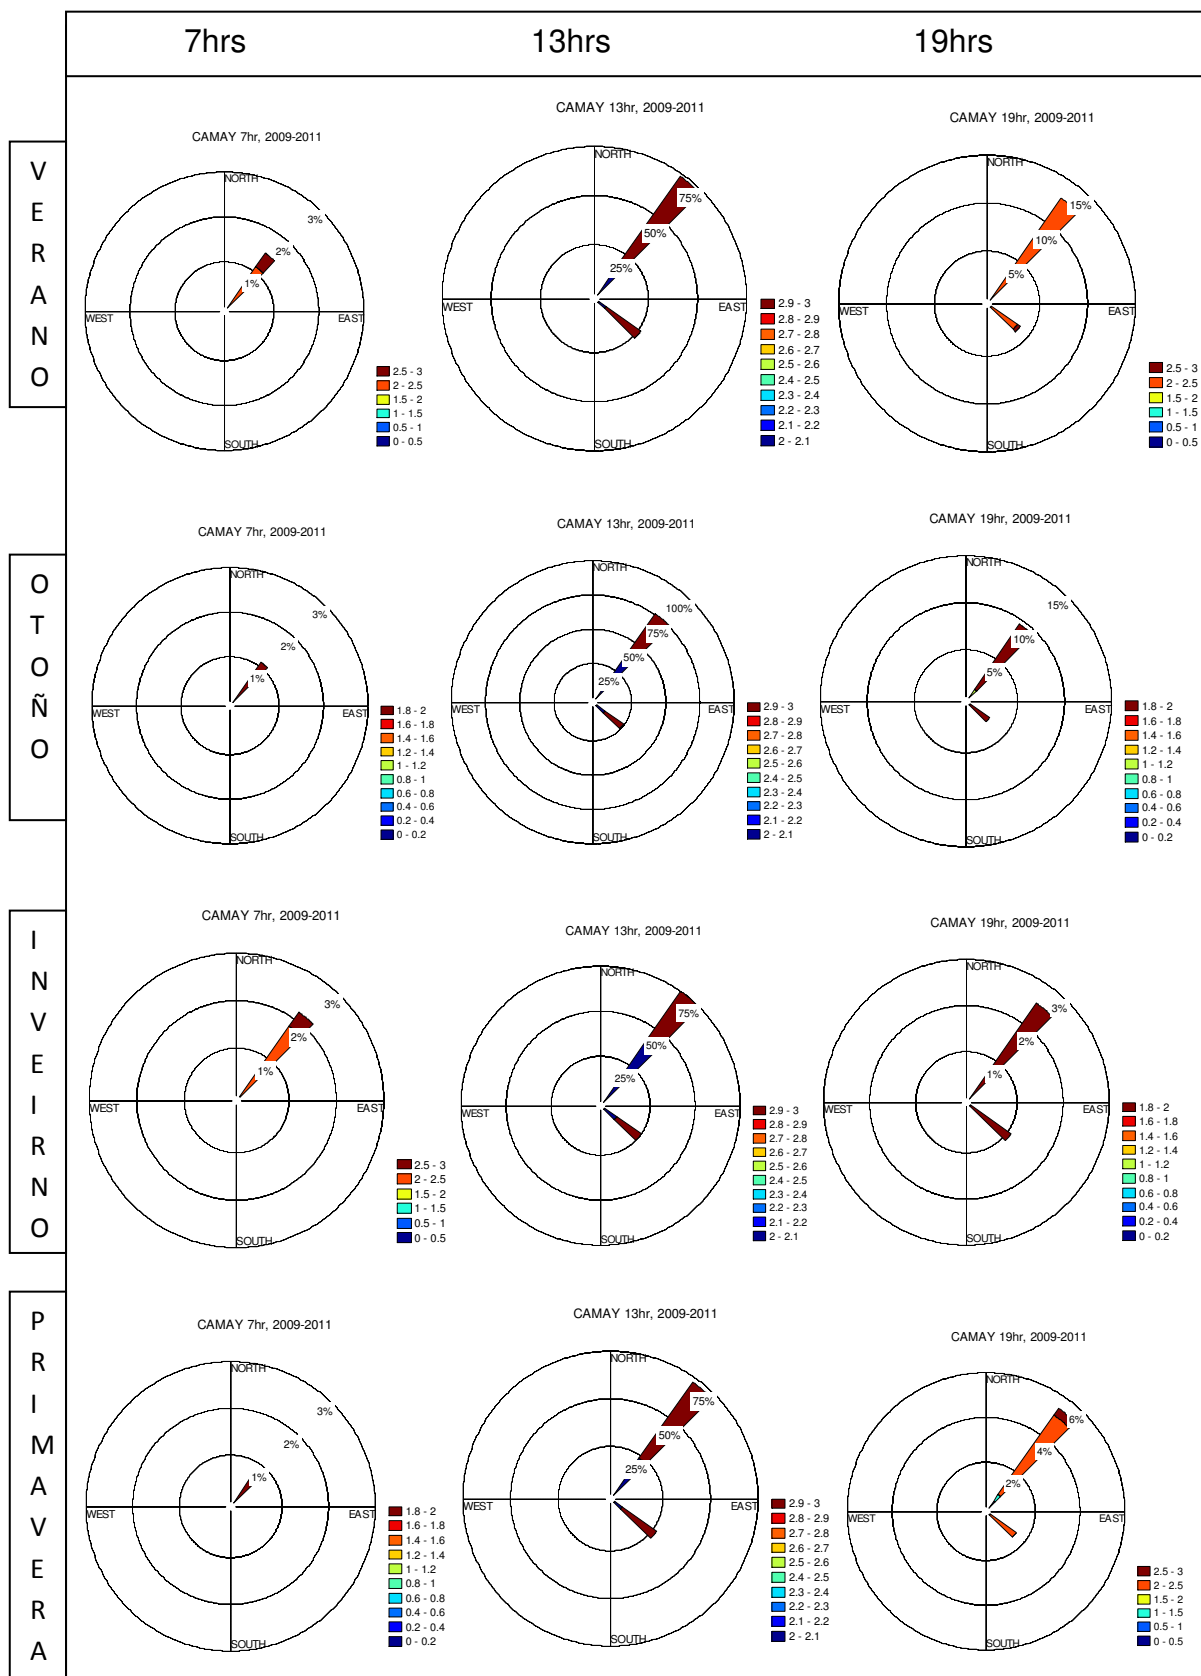 7hrs 13hrs 19hrs
VERANO
CAMAY 7hr, 2009-2011
NORTH
3%
2%
1%
WEST EAST
SOUTH
2.5 - 3
2 - 2.5
1.5 - 2
1 - 1.5
0.5 - 1
0 - 0.5
CAMAY 13hr, 2009-2011
NORTH
75%
50%
25%
WEST EAST
SOUTH
2.9 - 3
2.8 - 2.9
2.7 - 2.8
2.6 - 2.7
2.5 - 2.6
2.4 - 2.5
2.3 - 2.4
2.2 - 2.3
2.1 - 2.2
2 - 2.1
CAMAY 19hr, 2009-2011
NORTH
15%
10%
5%
WEST EAST
SOUTH
2.5 - 3
2 - 2.5
1.5 - 2
1 - 1.5
0.5 - 1
0 - 0.5
OTOÑO
CAMAY 7hr, 2009-2011
NORTH
3%
2%
1%
WEST EAST
SOUTH
1.8 - 2
1.6 - 1.8
1.4 - 1.6
1.2 - 1.4
1 - 1.2
0.8 - 1
0.6 - 0.8
0.4 - 0.6
0.2 - 0.4
0 - 0.2
CAMAY 13hr, 2009-2011
NORTH
100%
75%
50%
25%
WEST EAST
SOUTH
2.9 - 3
2.8 - 2.9
2.7 - 2.8
2.6 - 2.7
2.5 - 2.6
2.4 - 2.5
2.3 - 2.4
2.2 - 2.3
2.1 - 2.2
2 - 2.1
CAMAY 19hr, 2009-2011
NORTH
15%
10%
5%
WEST EAST
SOUTH
1.8 - 2
1.6 - 1.8
1.4 - 1.6
1.2 - 1.4
1 - 1.2
0.8 - 1
0.6 - 0.8
0.4 - 0.6
0.2 - 0.4
0 - 0.2
INVEIRNO
CAMAY 7hr, 2009-2011
NORTH
3%
2%
1%
WEST EAST
SOUTH
2.5 - 3
2 - 2.5
1.5 - 2
1 - 1.5
0.5 - 1
0 - 0.5
CAMAY 13hr, 2009-2011
NORTH
75%
50%
25%
WEST EAST
SOUTH
2.9 - 3
2.8 - 2.9
2.7 - 2.8
2.6 - 2.7
2.5 - 2.6
2.4 - 2.5
2.3 - 2.4
2.2 - 2.3
2.1 - 2.2
2 - 2.1
CAMAY 19hr, 2009-2011
NORTH
3%
2%
1%
WEST EAST
SOUTH
1.8 - 2
1.6 - 1.8
1.4 - 1.6
1.2 - 1.4
1 - 1.2
0.8 - 1
0.6 - 0.8
0.4 - 0.6
0.2 - 0.4
0 - 0.2
PRIMAVERA
CAMAY 7hr, 2009-2011
NORTH
3%
2%
1%
WEST EAST
SOUTH
1.8 - 2
1.6 - 1.8
1.4 - 1.6
1.2 - 1.4
1 - 1.2
0.8 - 1
0.6 - 0.8
0.4 - 0.6
0.2 - 0.4
0 - 0.2
CAMAY 13hr, 2009-2011
NORTH
75%
50%
25%
WEST EAST
SOUTH
2.9 - 3
2.8 - 2.9
2.7 - 2.8
2.6 - 2.7
2.5 - 2.6
2.4 - 2.5
2.3 - 2.4
2.2 - 2.3
2.1 - 2.2
2 - 2.1
CAMAY 19hr, 2009-2011
NORTH
6%
4%
2%
WEST EAST
SOUTH
2.5 - 3
2 - 2.5
1.5 - 2
1 - 1.5
0.5 - 1
0 - 0.5